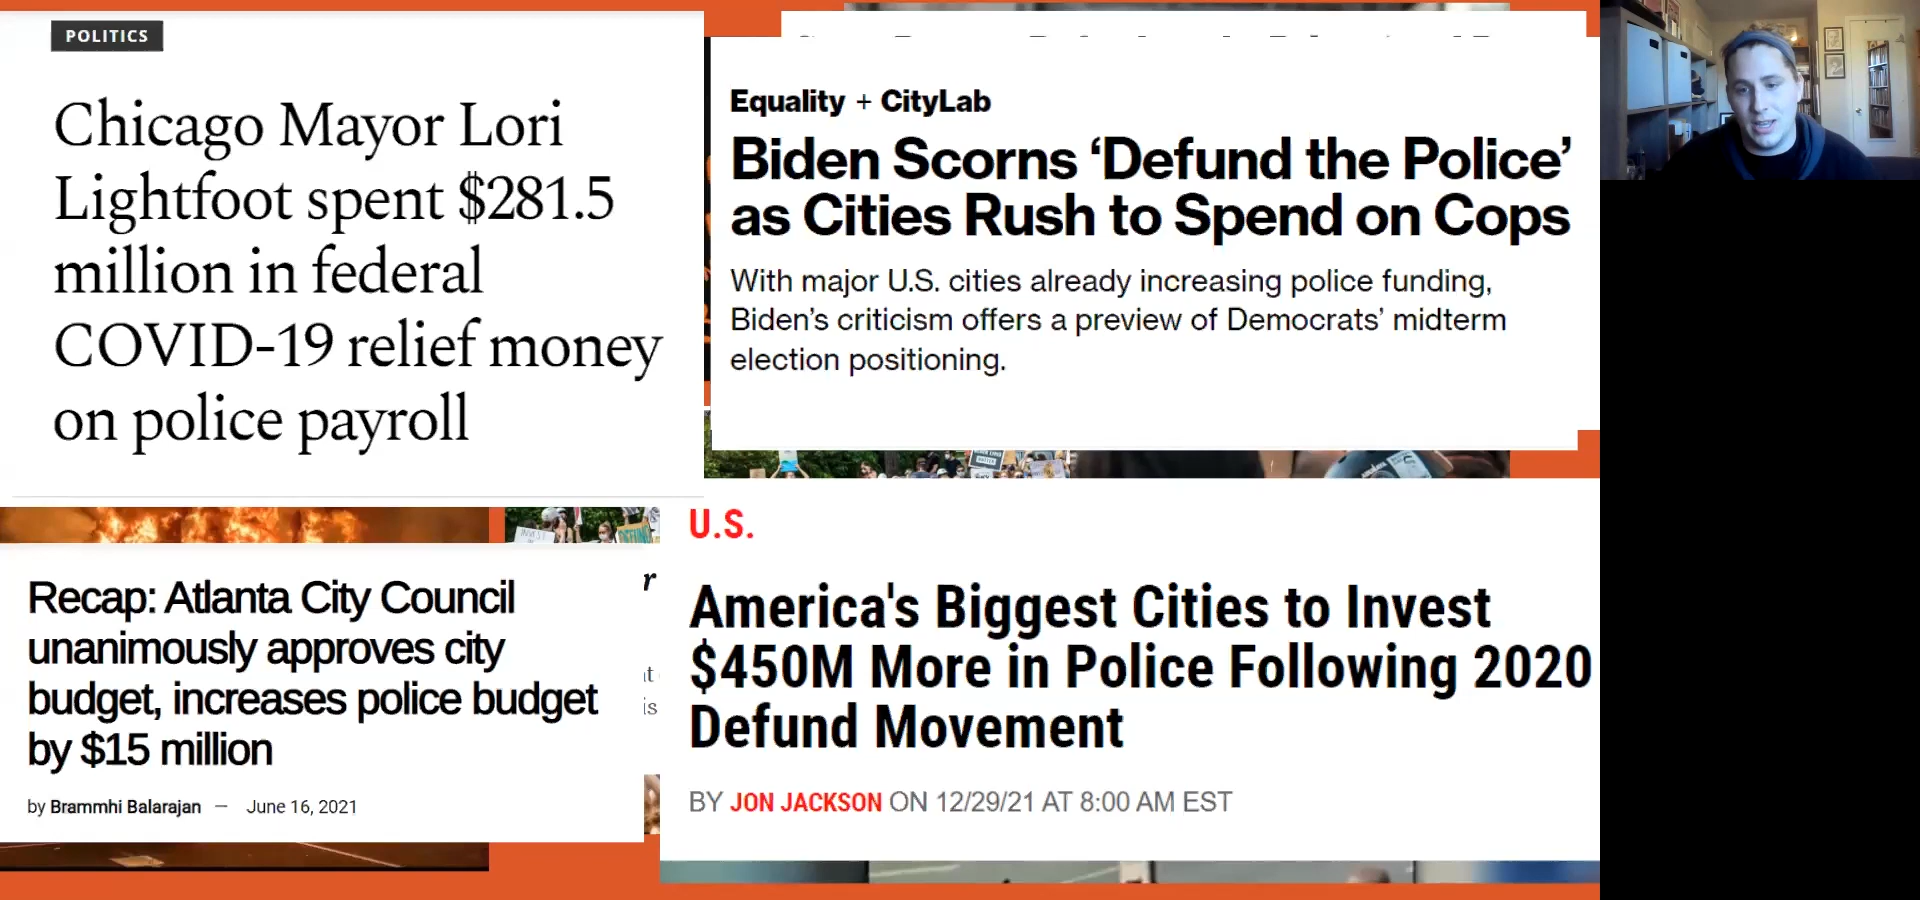 POLITICS
Chicago Mayor Lori
Lightfoot spent $281.5
million in federal
COVID-19 relief money
on police payroll
Equality + CityLab
Biden Scorns ‘Defund the Police’
as Cities Rush to Spend on Cops
With major U.S. cities already increasing police funding,
Biden’s criticism offers a preview of Democrats’ midterm
election positioning.
Recap: Atlanta City Council
unanimously approves city
budget, increases police budget
by $15 million
by Brammhi Balarajan — June 16, 2021
U.S.
America's Biggest Cities to Invest
$450M More in Police Following 2020
Defund Movement
BY JON JACKSON ON 12/29/21 AT 8:00 AM EST